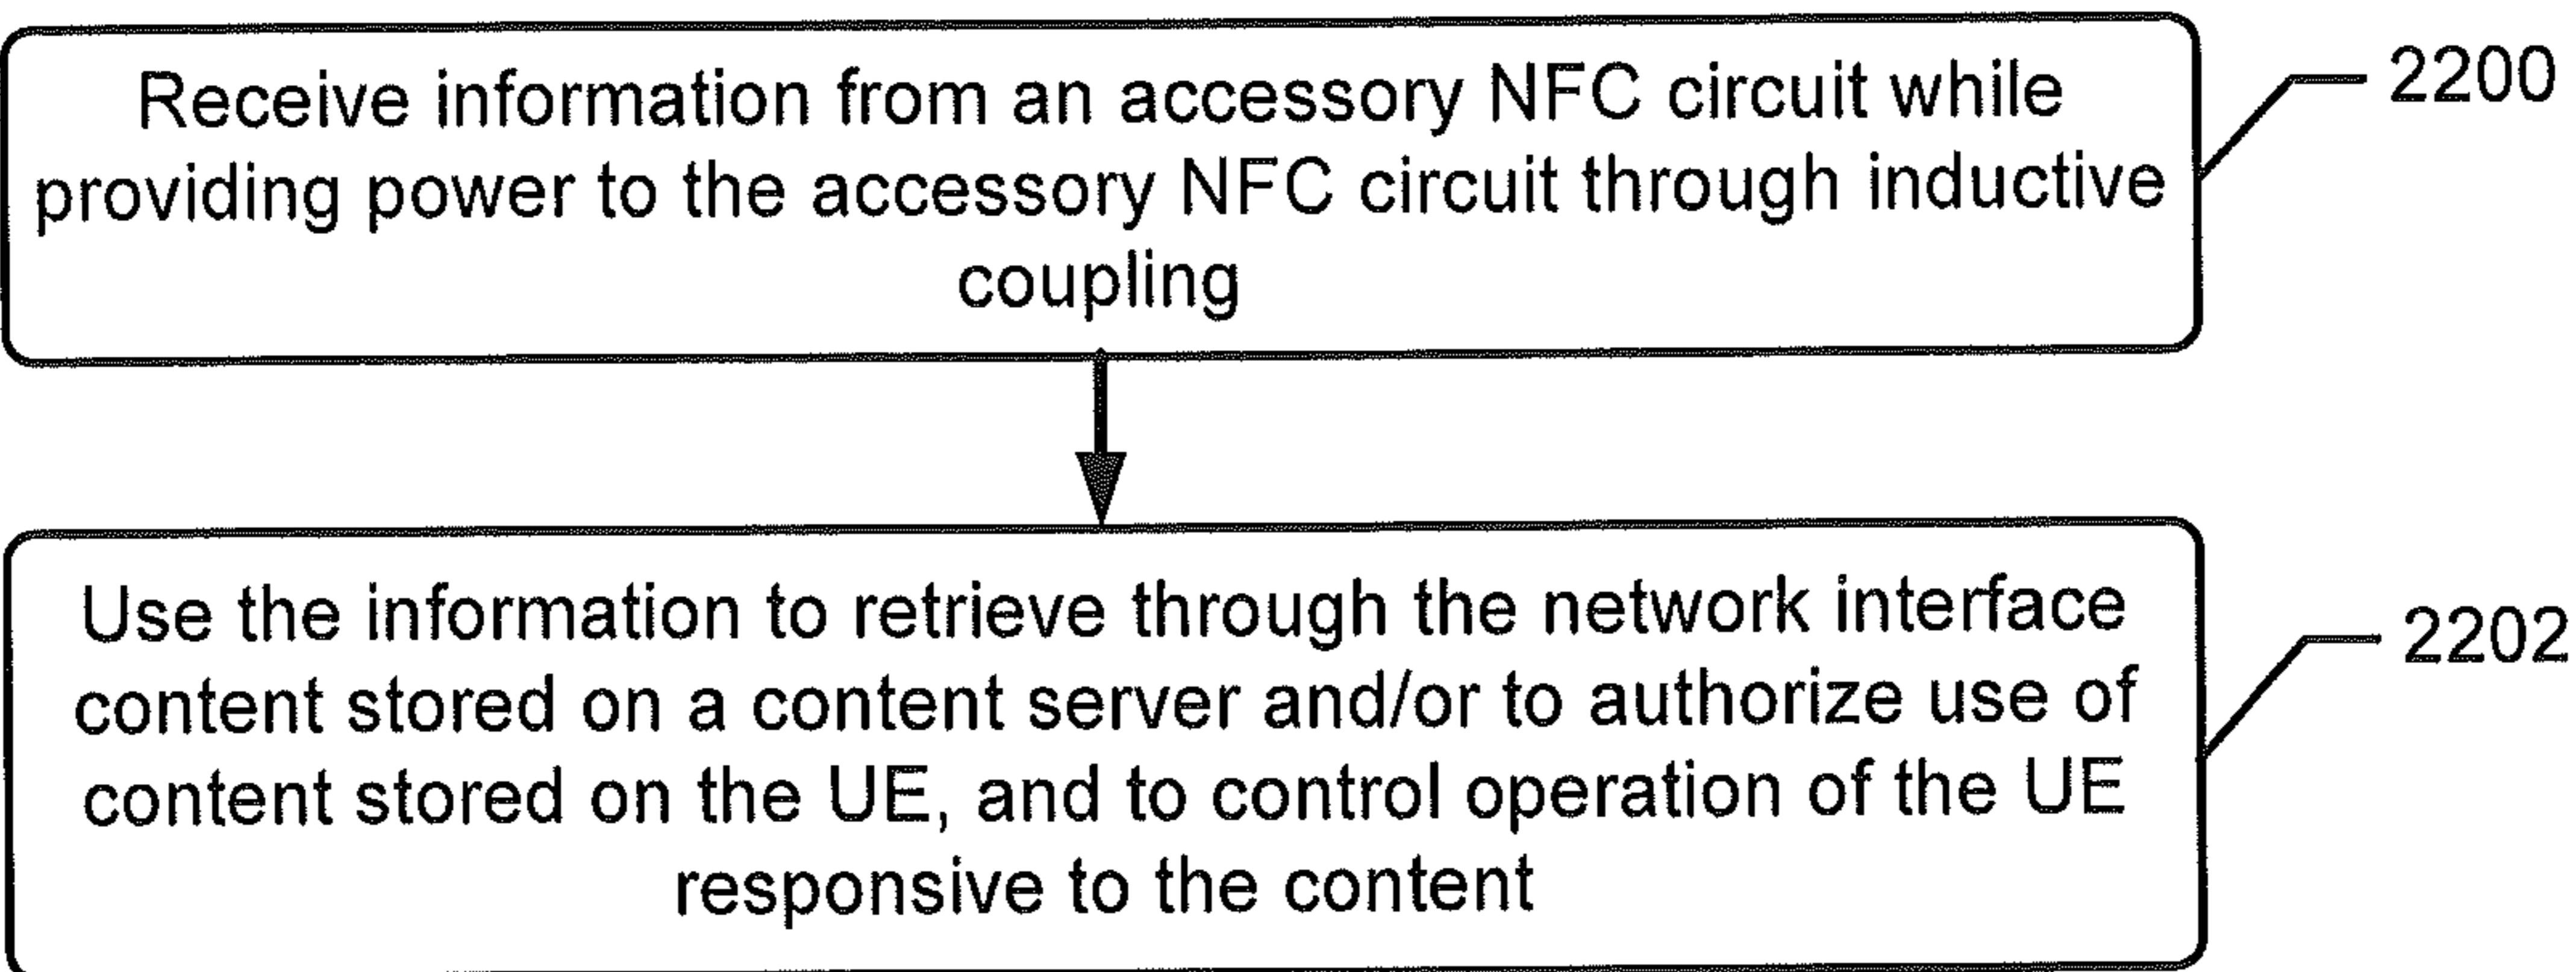 Receive information from an accessory NFC circuit while
providing power to the accessory NFC circuit through inductive
coupling
2200
Use the information to retrieve through the network interface
content stored on a content server and/or to authorize use of
content stored on the UE, and to control operation of the UE
responsive to the content
2202